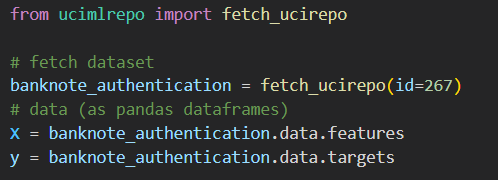 from ucimlrepo import fetch_ucirepo
# fetch dataset
banknote_authentication = fetch_ucirepo(id=267)
# data (as pandas dataframes)
X = banknote_authentication.data.features
y = banknote_authentication.data.targets